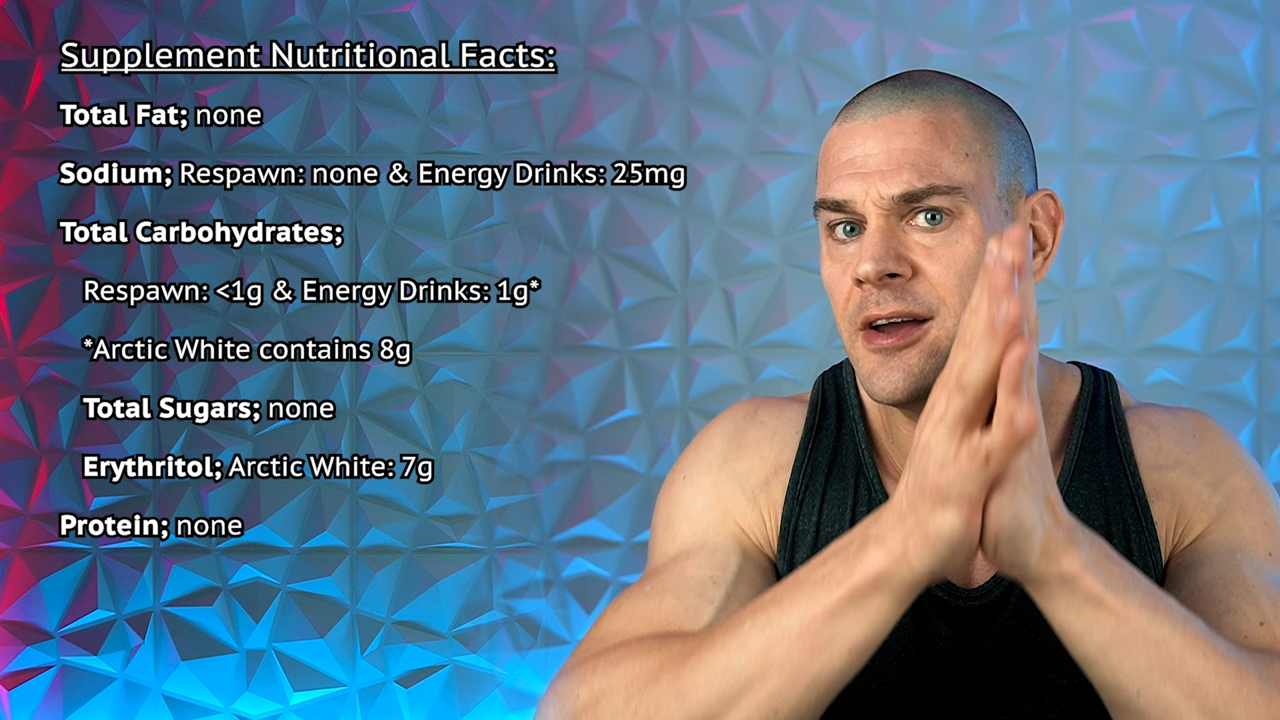 Supplement Nutritional Facts:
Total Fat; none
Sodium; Respawn: none & Energy Drinks: 25mg
Total Carbohydrates;
Respawn: <1g & Energy Drinks: 1g*
*Arctic White contains 8g
Total Sugars; none
Erythritol; Arctic White: 7g
Protein; none